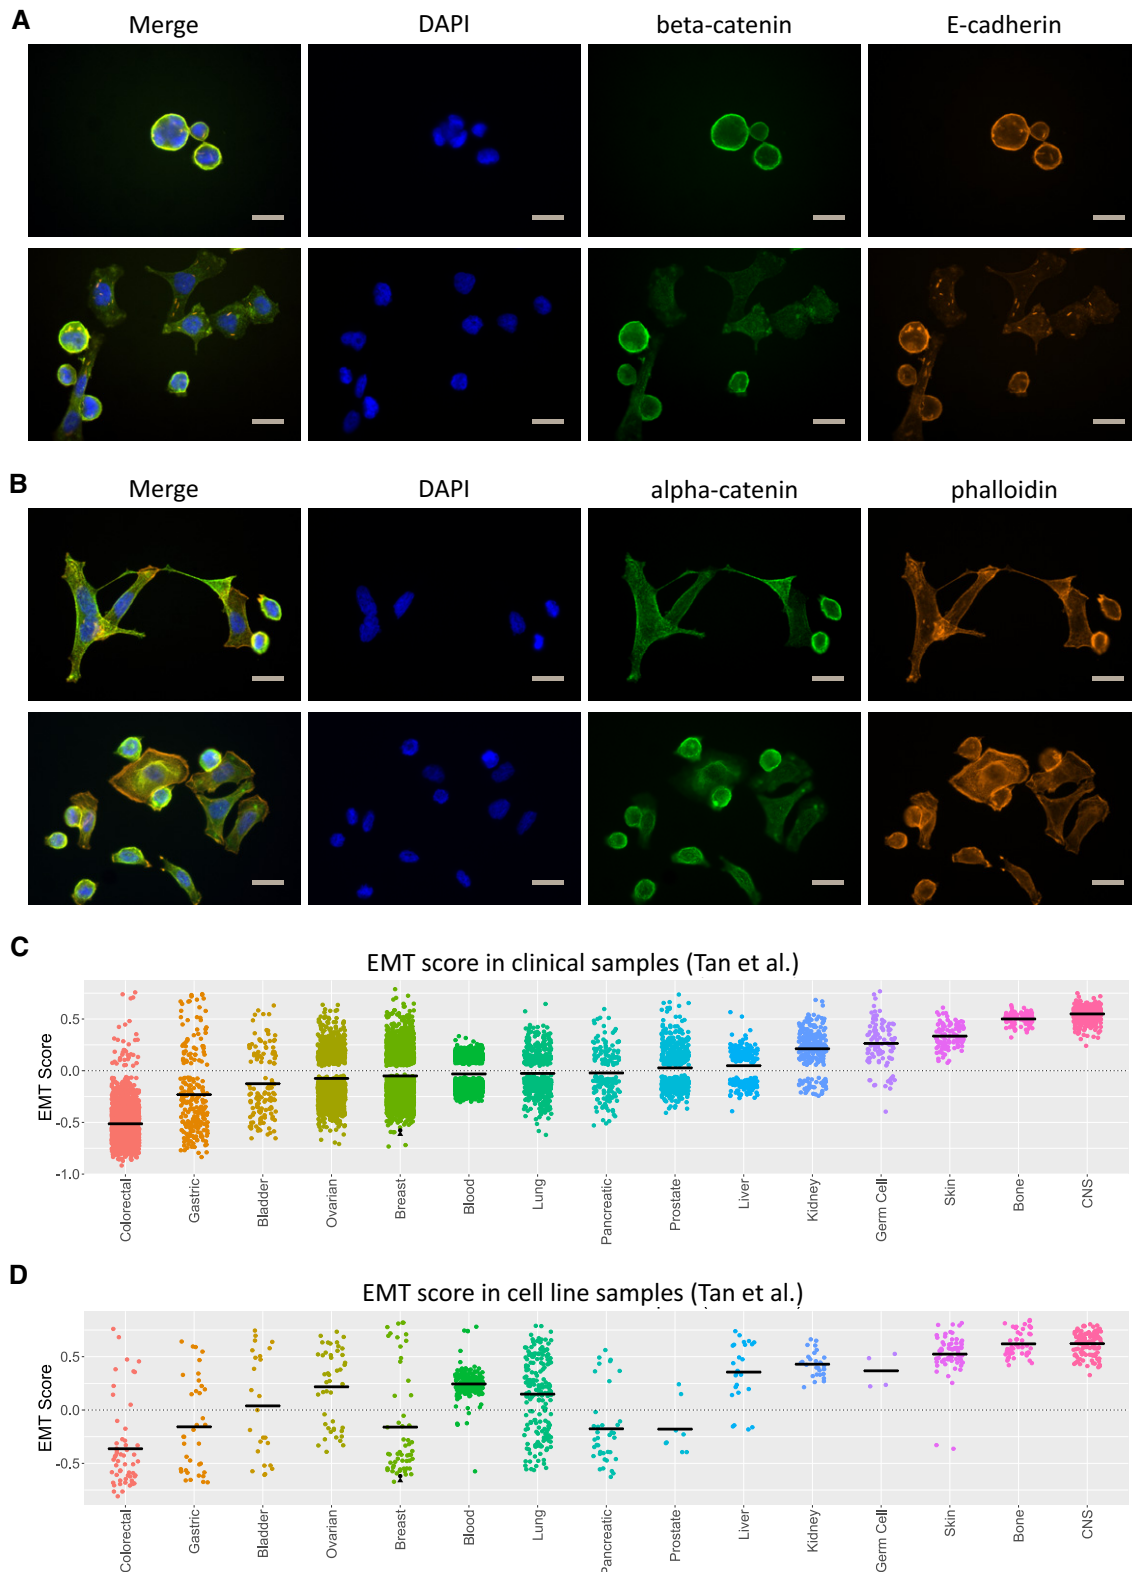 A
Merge DAPI beta-catenin E-cadherin
B
Merge DAPI alpha-catenin phalloidin
C
EMT score in clinical samples (Tan et al.)
EMT Score
0.5
0.0
-0.5
-1.0
Colorectal Gastric Bladder Ovarian Breast Blood Lung Pancreatic Prostate Liver Kidney Germ Cell Skin Bone CNS
D
EMT score in cell line samples (Tan et al.)
EMT Score
0.5
0.0
-0.5
Colorectal Gastric Bladder Ovarian Breast Blood Lung Pancreatic Prostate Liver Kidney Germ Cell Skin Bone CNS